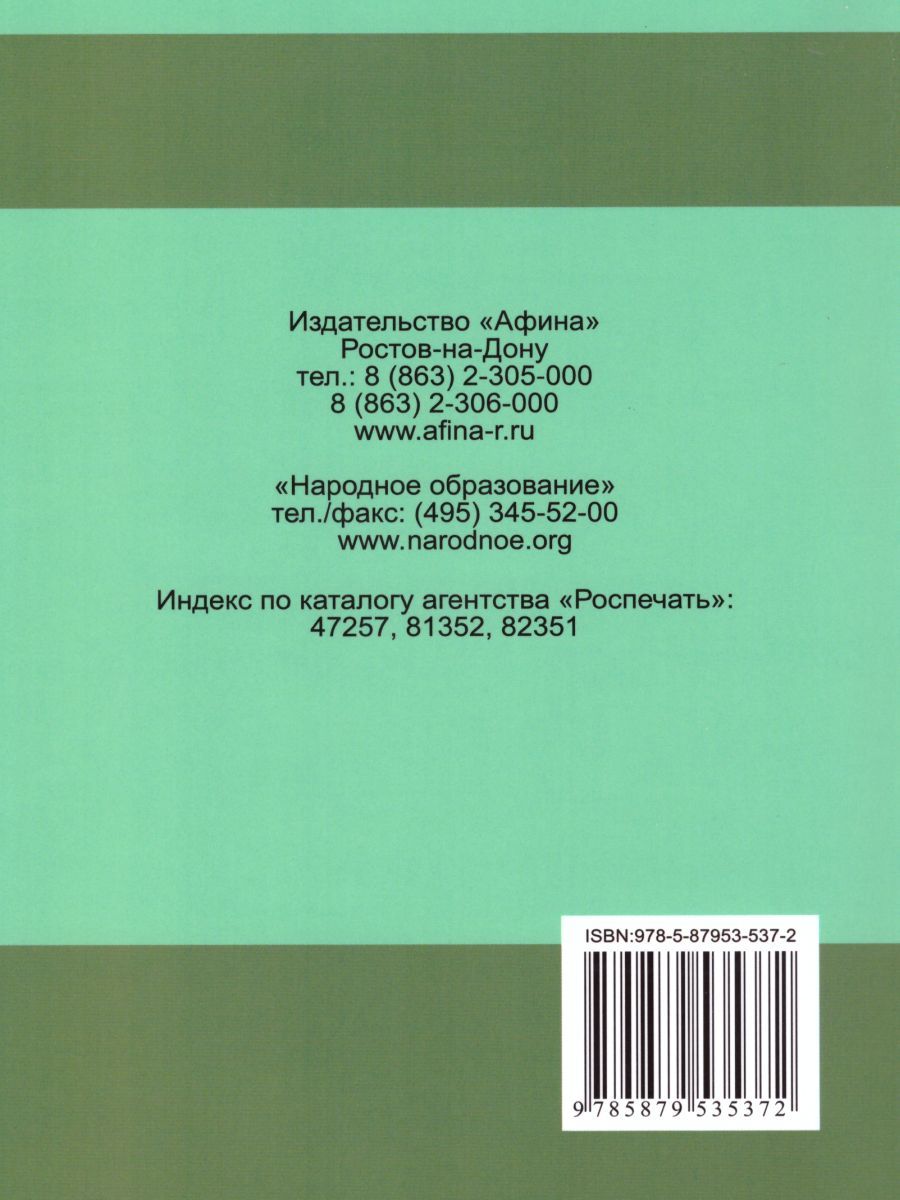 Издательство «Афина»
Ростов-на-Дону
тел.: 8 (863) 2-305-000
8 (863) 2-306-000
www.afina-r.ru
«Народное образование»
тел./факс: (495) 345-52-00
www.narodnoe.org
Индекс по каталогу агентства «Роспечать»:
47257, 81352, 82351
ISBN:978-5-87953-537-2
9 785879 535372